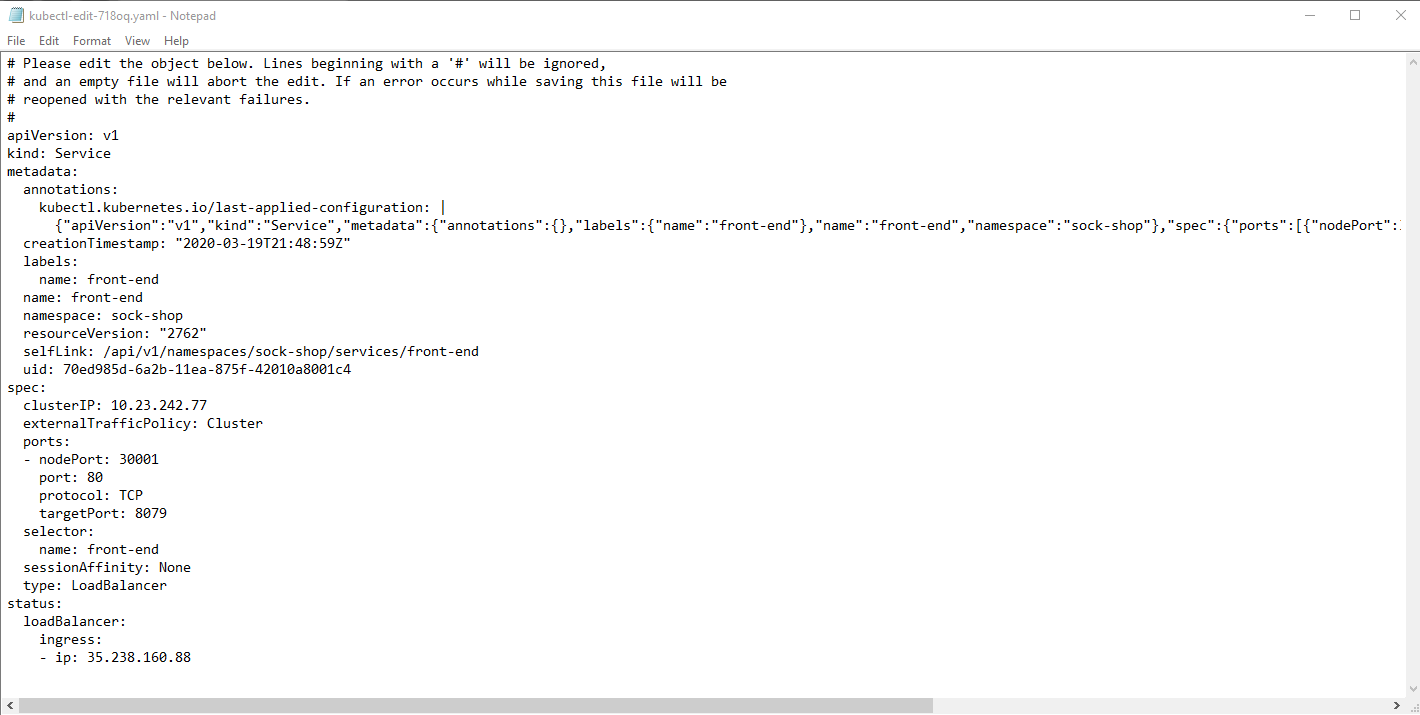 kubectl-edit-718oq.yaml - Notepad
File Edit Format View Help
# Please edit the object below. Lines beginning with a '#' will be ignored,
# and an empty file will abort the edit. If an error occurs while saving this file will be
# reopened with the relevant failures.
#
apiVersion: v1
kind: Service
metadata:
  annotations:
    kubectl.kubernetes.io/last-applied-configuration: |
      {"apiVersion":"v1","kind":"Service","metadata":{"annotations":{},"labels":{"name":"front-end"},"name":"front-end","namespace":"sock-shop"},"spec":{"ports":[{"nodePort":
  creationTimestamp: "2020-03-19T21:48:59Z"
  labels:
    name: front-end
  name: front-end
  namespace: sock-shop
  resourceVersion: "2762"
  selfLink: /api/v1/namespaces/sock-shop/services/front-end
  uid: 70ed985d-6a2b-11ea-875f-42010a8001c4
spec:
  clusterIP: 10.23.242.77
  externalTrafficPolicy: Cluster
  ports:
  - nodePort: 30001
    port: 80
    protocol: TCP
    targetPort: 8079
  selector:
    name: front-end
  sessionAffinity: None
  type: LoadBalancer
status:
  loadBalancer:
    ingress:
    - ip: 35.238.160.88